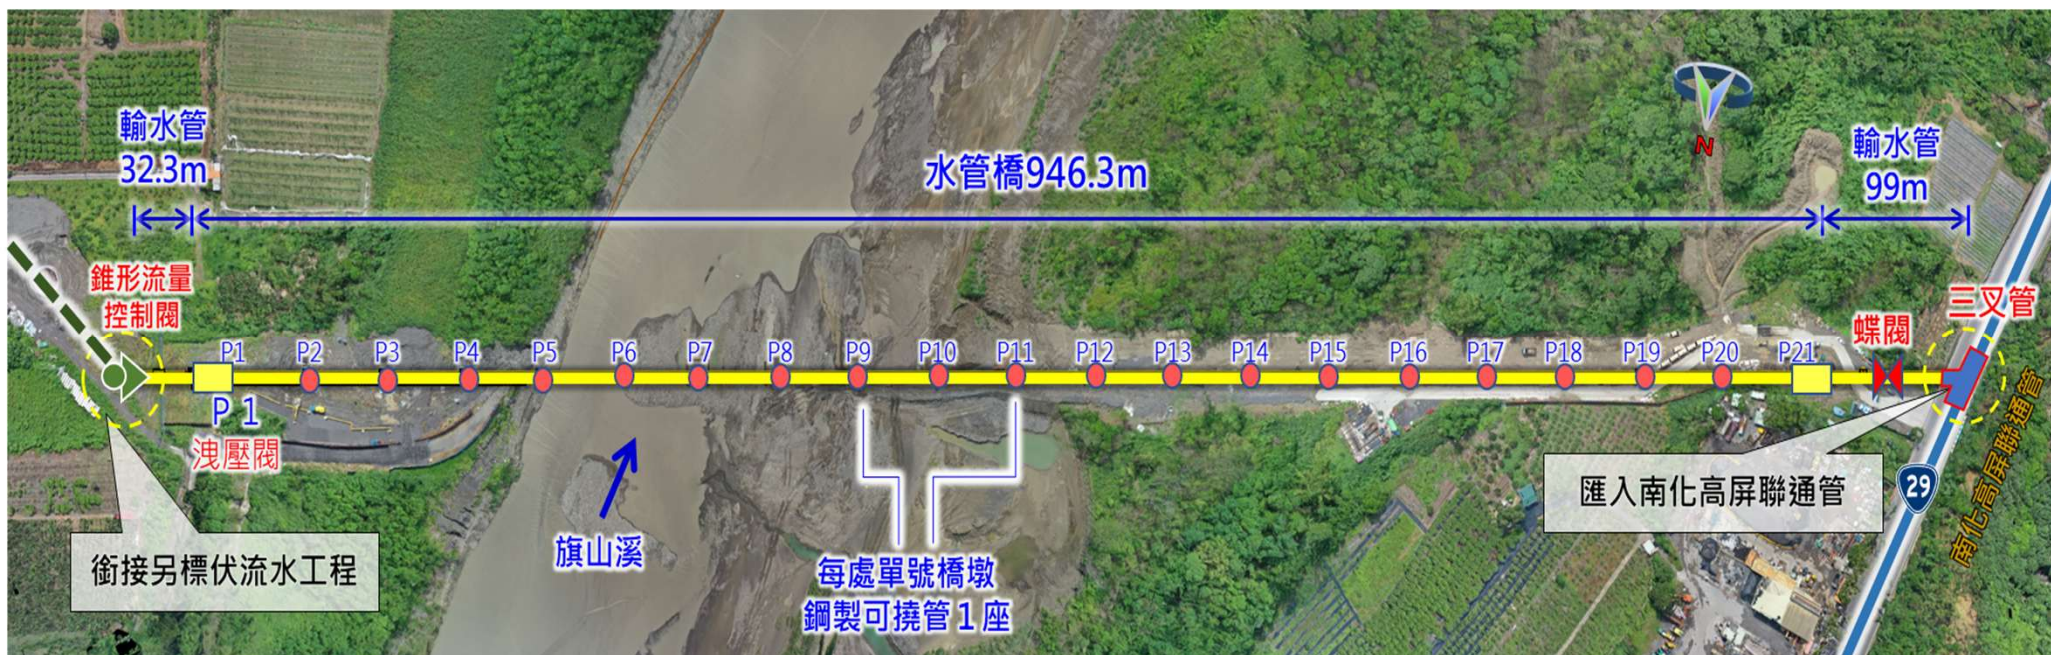 輸水管
32.3m
水管橋946.3m
N
輸水管
99m
錐形流量
控制閥
三叉管
蝶閥
P1
P2
P3
P4
P5
P6
P7
P8
P9
P10
P11
P12
P13
P14
P15
P16
P17
P18
P19
P20
P21
P 1
洩壓閥
旗山溪
每處單號橋墩
鋼製可撓管1座
銜接另標伏流水工程
匯入南化高屏聯通管
29
南化高屏聯通管